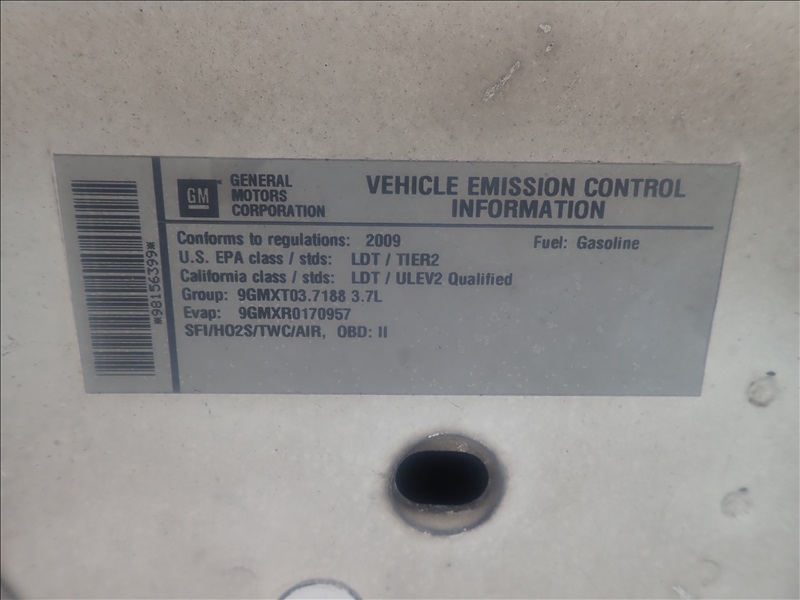 GM
GENERAL
MOTORS
CORPORATION
VEHICLE EMISSION CONTROL
INFORMATION
*98156399*
Conforms to regulations: 2009 Fuel: Gasoline
U.S. EPA class / stds: LDT / TIER2
California class / stds: LDT / ULEV2 Qualified
Group: 9GMXT03.7188 3.7L
Evap: 9GMXR0170957
SFI/HO2S/TWC/AIR, OBD: II